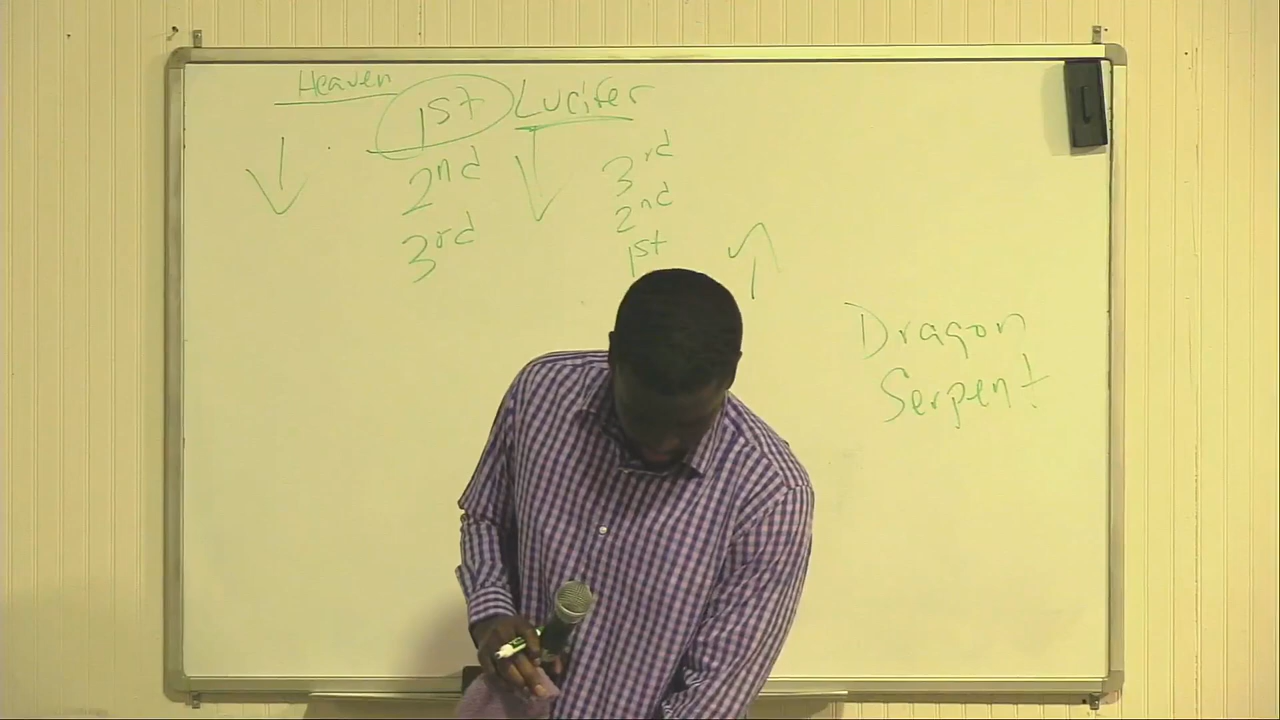 Heaven
1st Lucifer
2nd
3rd
3rd
2nd
1st
Dragon
Serpent